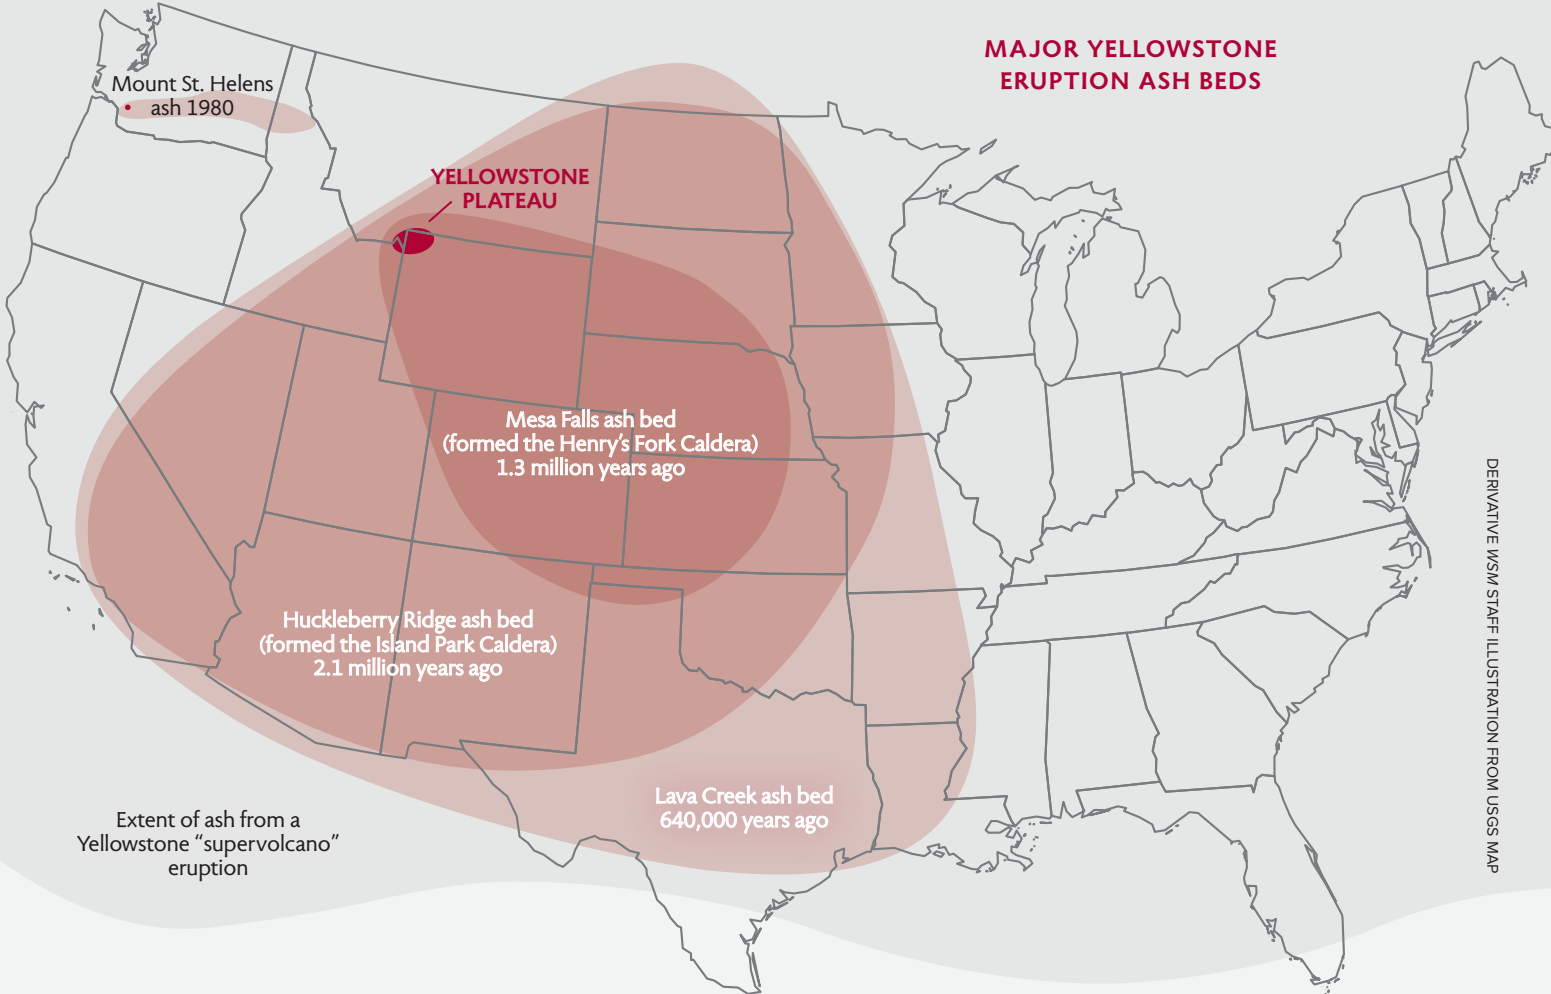 MAJOR YELLOWSTONE
ERUPTION ASH BEDS
Mount St. Helens
ash 1980
YELLOWSTONE
PLATEAU
Mesa Falls ash bed
(formed the Henry's Fork Caldera)
1.3 million years ago
Huckleberry Ridge ash bed
(formed the Island Park Caldera)
2.1 million years ago
Lava Creek ash bed
640,000 years ago
Extent of ash from a
Yellowstone “supervolcano”
eruption
DERIVATIVE WSM STAFF ILLUSTRATION FROM USGS MAP